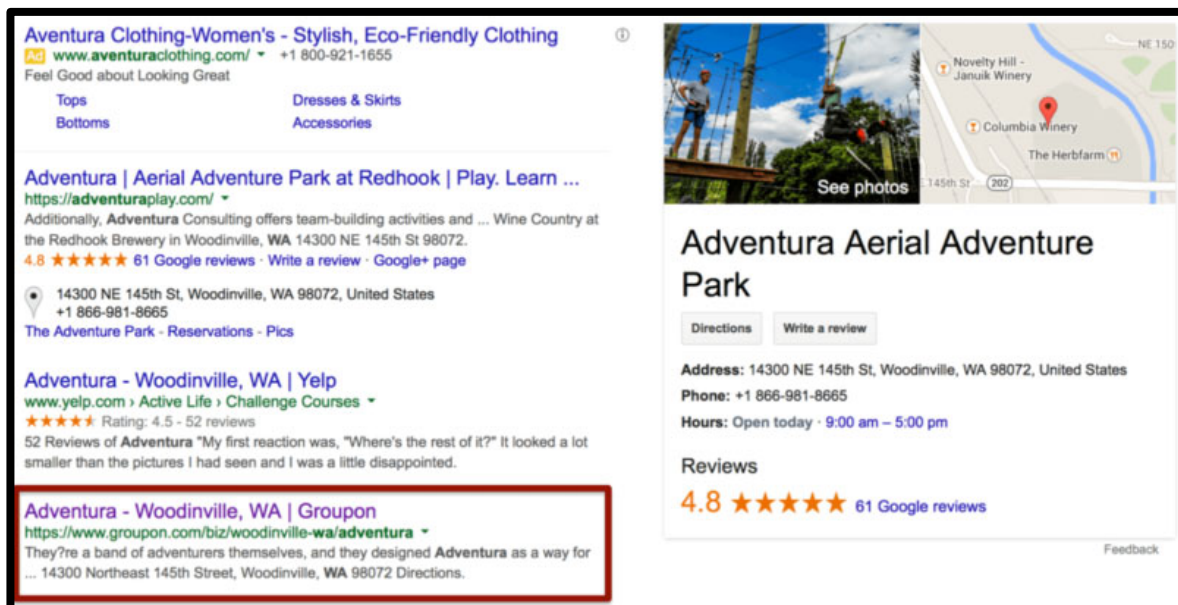 Aventura Clothing-Women's - Stylish, Eco-Friendly Clothing
Ad www.aventuraclothing.com/ +1 800-921-1655
Feel Good about Looking Great
Tops Dresses & Skirts
Bottoms Accessories
Adventura | Aerial Adventure Park at Redhook | Play. Learn ...
https://adventuraplay.com/
Additionally, Adventura Consulting offers team-building activities and ... Wine Country at
the Redhook Brewery in Woodinville, WA 14300 NE 145th St 98072.
4.8 ★★★★★ 61 Google reviews · Write a review · Google+ page
14300 NE 145th St, Woodinville, WA 98072, United States
+1 866-981-8665
The Adventure Park - Reservations - Pics
Adventura - Woodinville, WA | Yelp
www.yelp.com › Active Life › Challenge Courses
Rating: 4.5 - 52 reviews
52 Reviews of Adventura "My first reaction was, "Where's the rest of it?" It looked a lot
smaller than the pictures I had seen and I was a little disappointed.
Adventura - Woodinville, WA | Groupon
https://www.groupon.com/biz/woodinville-wa/adventura
They?re a band of adventurers themselves, and they designed Adventura as a way for
... 14300 Northeast 145th Street, Woodinville, WA 98072 Directions.
See photos
NE 150
Novelty Hill -
Januik Winery
Columbia Winery
The Herbfarm
E 145th St 202
Adventura Aerial Adventure
Park
Directions Write a review
Address: 14300 NE 145th St, Woodinville, WA 98072, United States
Phone: +1 866-981-8665
Hours: Open today · 9:00 am – 5:00 pm
Reviews
4.8 ★★★★★ 61 Google reviews
Feedback